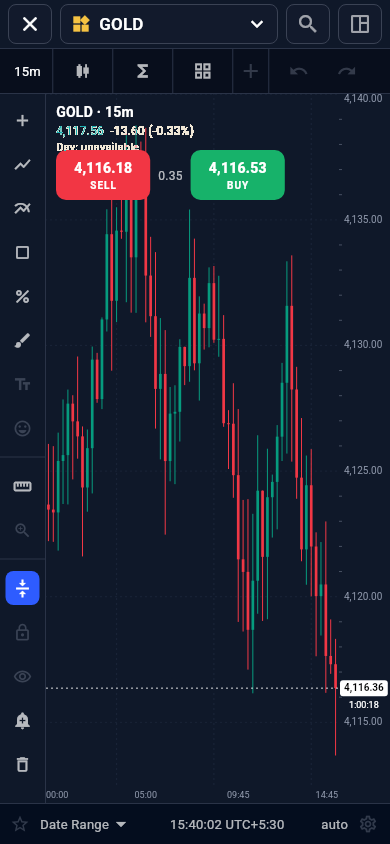 GOLD
15m
GOLD · 15m
4,117.56 -13.60 (-0.33%)
Day: unavailable
4,116.18
SELL
0.35
4,116.53
BUY
4,140.00
4,135.00
4,130.00
4,125.00
4,120.00
4,116.36
1:00:18
4,115.00
00:00 05:00 09:45 14:45
Date Range 15:40:02 UTC+5:30 auto